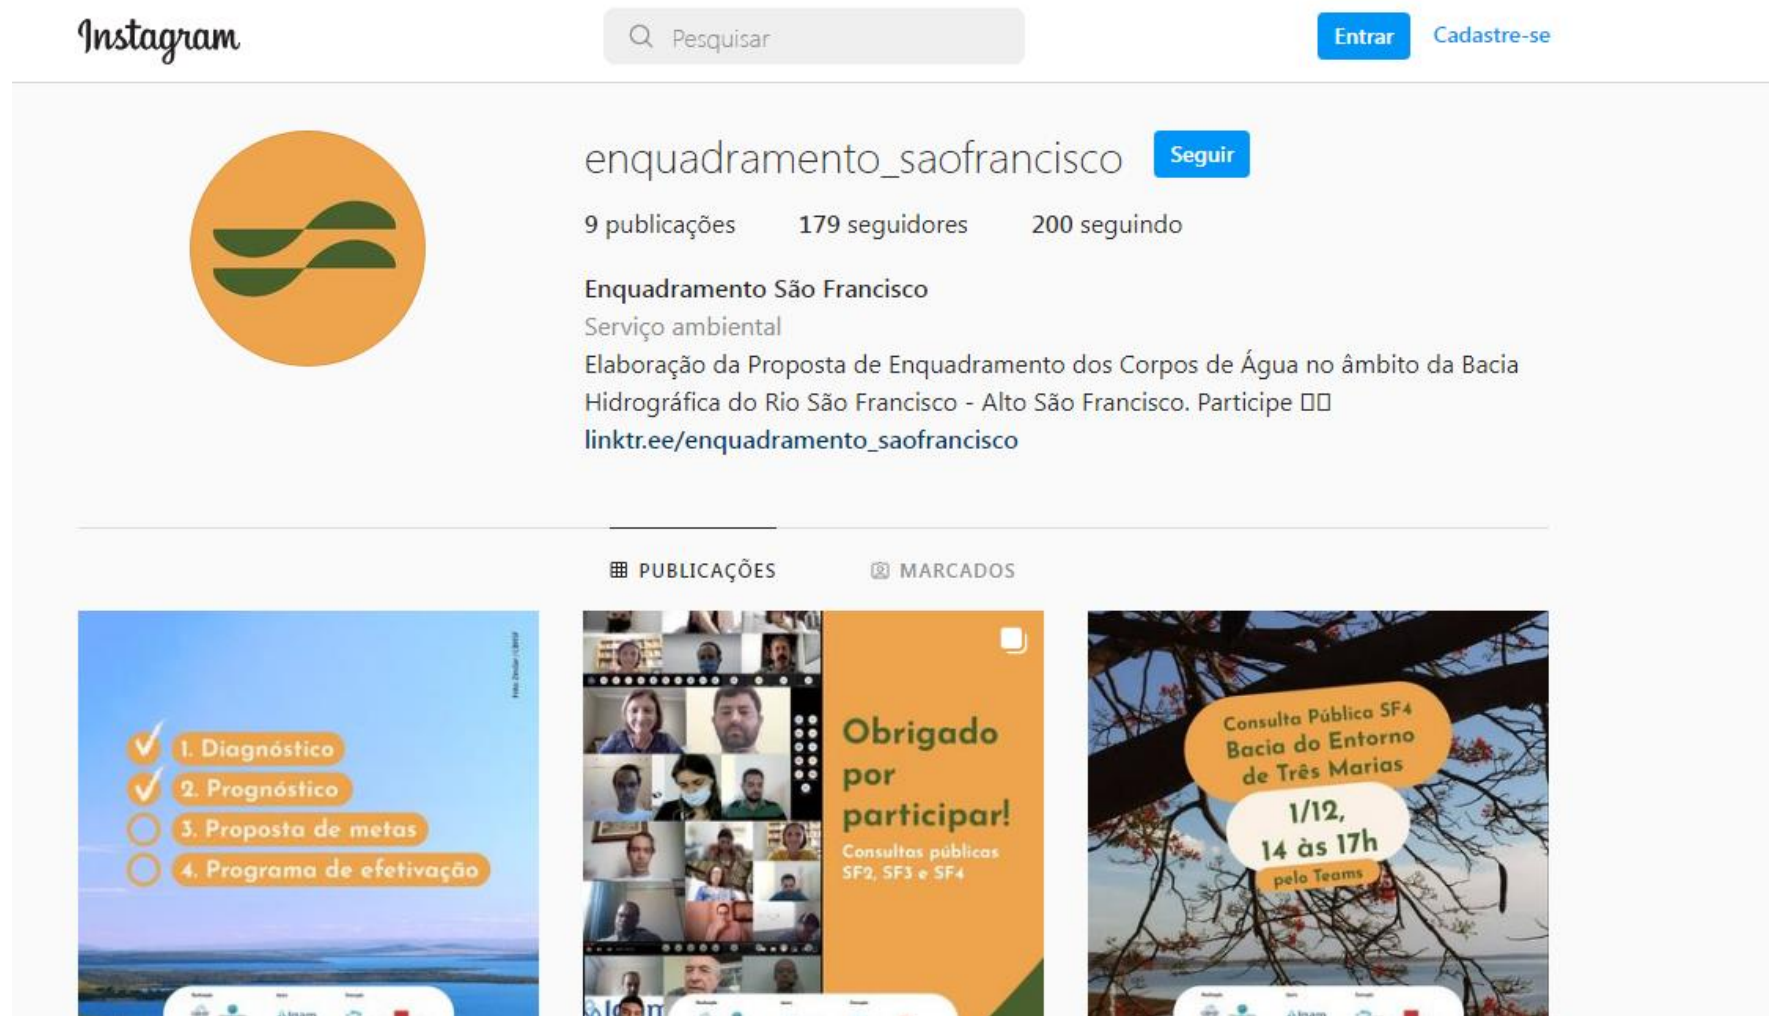 Instagram
Pesquisar
Entrar
Cadastre-se
enquadramento_saofrancisco
Seguir
9 publicações 179 seguidores 200 seguindo
Enquadramento São Francisco
Serviço ambiental
Elaboração da Proposta de Enquadramento dos Corpos de Água no âmbito da Bacia
Hidrográfica do Rio São Francisco - Alto São Francisco. Participe
linktr.ee/enquadramento_saofrancisco
PUBLICAÇÕES
MARCADOS
1. Diagnóstico
2. Prognóstico
3. Proposta de metas
4. Programa de efetivação
Obrigado
por
participar!
Consultas públicas
SF2, SF3 e SF4
Consulta Pública SF4
Bacia do Entorno
de Três Marias
1/12,
14 às 17h
pelo Teams